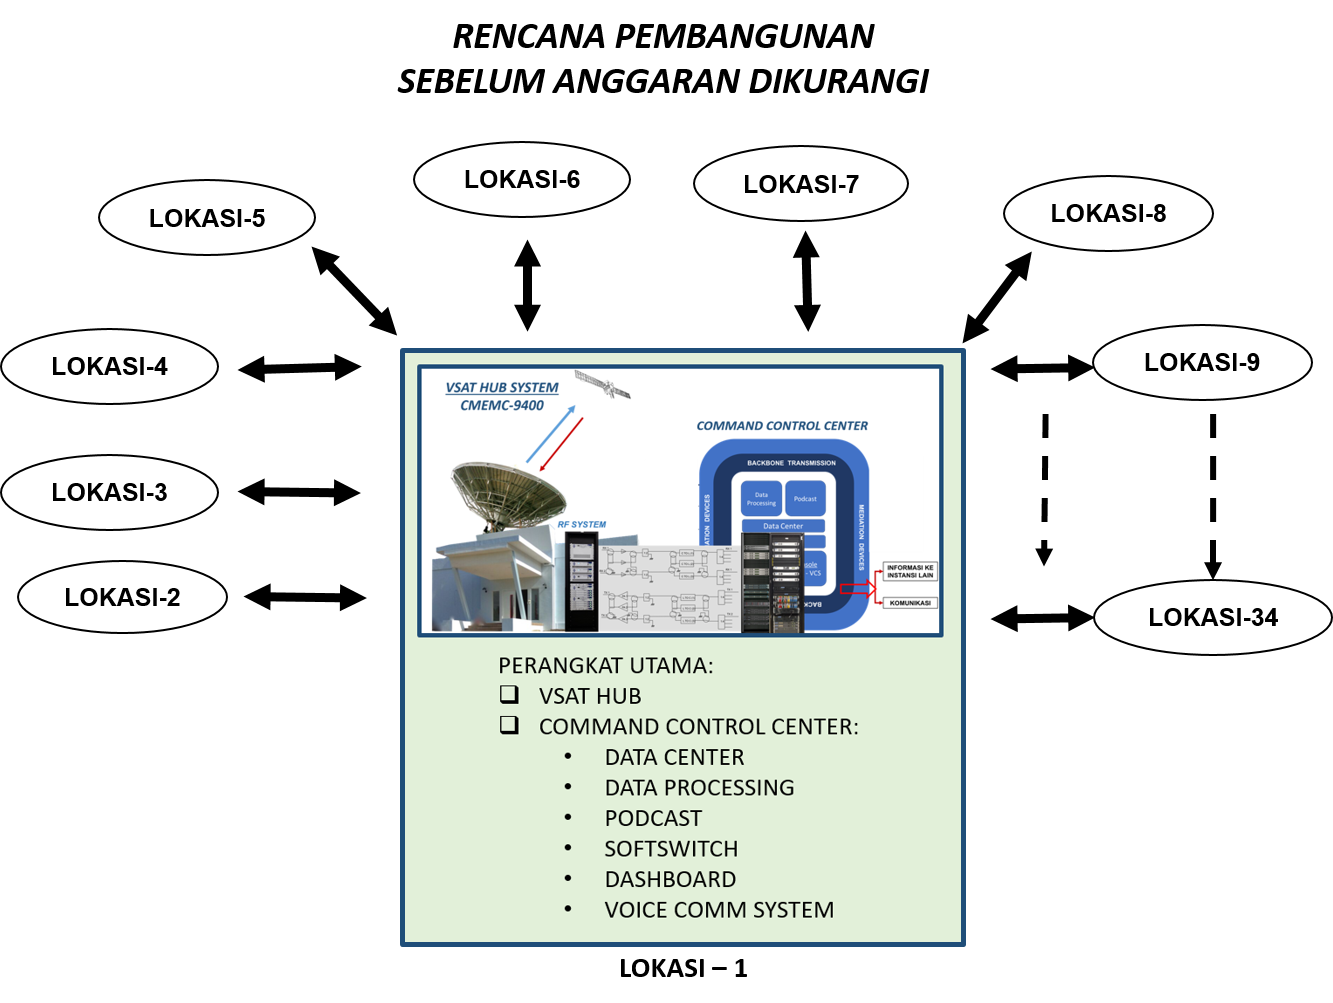 RENCANA PEMBANGUNAN
SEBELUM ANGGARAN DIKURANGI
LOKASI-6
LOKASI-7
LOKASI-5
LOKASI-8
LOKASI-4
LOKASI-9
LOKASI-3
LOKASI-2
LOKASI-34
VSAT HUB SYSTEM
CMEMC-9400
COMMAND CONTROL CENTER
BACKBONE TRANSMISSION
MEDIATION DEVICES
Data
Processing
Podcast
Data Center
RF SYSTEM
- VCS
INFORMASI KE
INSTANSI LAIN
KOMUNIKASI
PERANGKAT UTAMA:
❑ VSAT HUB
❑ COMMAND CONTROL CENTER:
• DATA CENTER
• DATA PROCESSING
• PODCAST
• SOFTSWITCH
• DASHBOARD
• VOICE COMM SYSTEM
LOKASI – 1